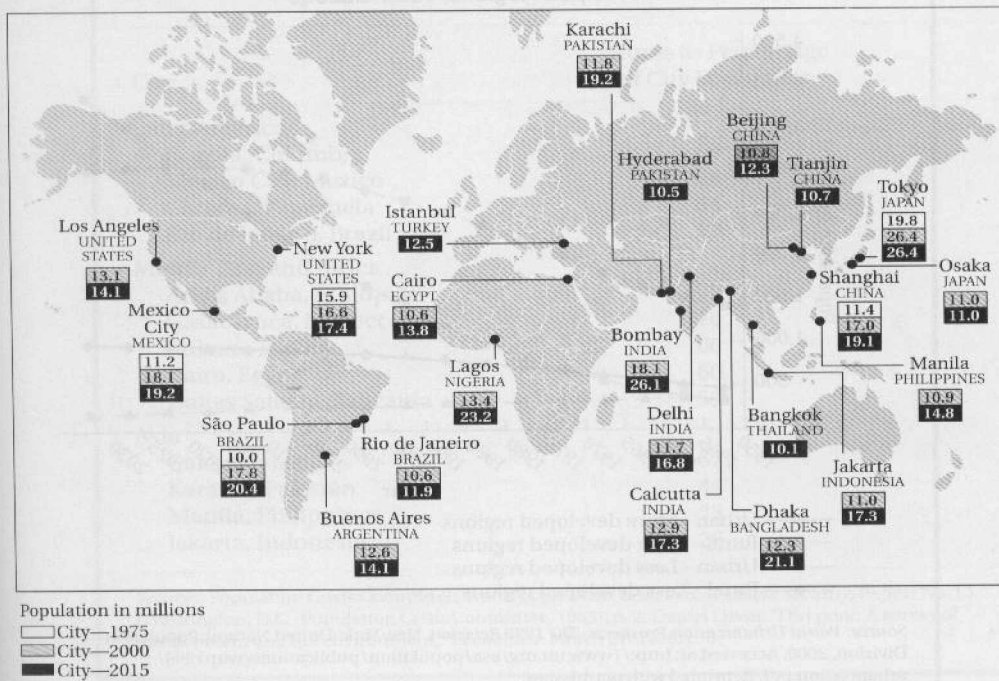 Karachi
PAKISTAN
11.8
19.2
Beijing
CHINA
10.8
12.3
Hyderabad
PAKISTAN
10.5
Tianjin
CHINA
10.7
Tokyo
JAPAN
19.8
26.4
26.4
Los Angeles
UNITED
STATES
13.1
14.1
New York
UNITED
STATES
15.9
16.6
17.4
Istanbul
TURKEY
12.5
Cairo
EGYPT
10.6
13.8
Shanghai
CHINA
11.4
17.0
19.1
Osaka
JAPAN
11.0
11.0
Mexico
City
MEXICO
11.2
18.1
19.2
Lagos
NIGERIA
13.4
23.2
Bombay
INDIA
18.1
26.1
Manila
PHILIPPINES
10.9
14.8
São Paulo
BRAZIL
10.0
17.8
20.4
Rio de Janeiro
BRAZIL
10.6
11.9
Delhi
INDIA
11.7
16.8
Bangkok
THAILAND
10.1
Jakarta
INDONESIA
11.0
17.3
Buenos Aires
ARGENTINA
12.6
14.1
Calcutta
INDIA
12.9
17.3
Dhaka
BANGLADESH
12.3
21.1
Population in millions
City—1975
City—2000
City—2015